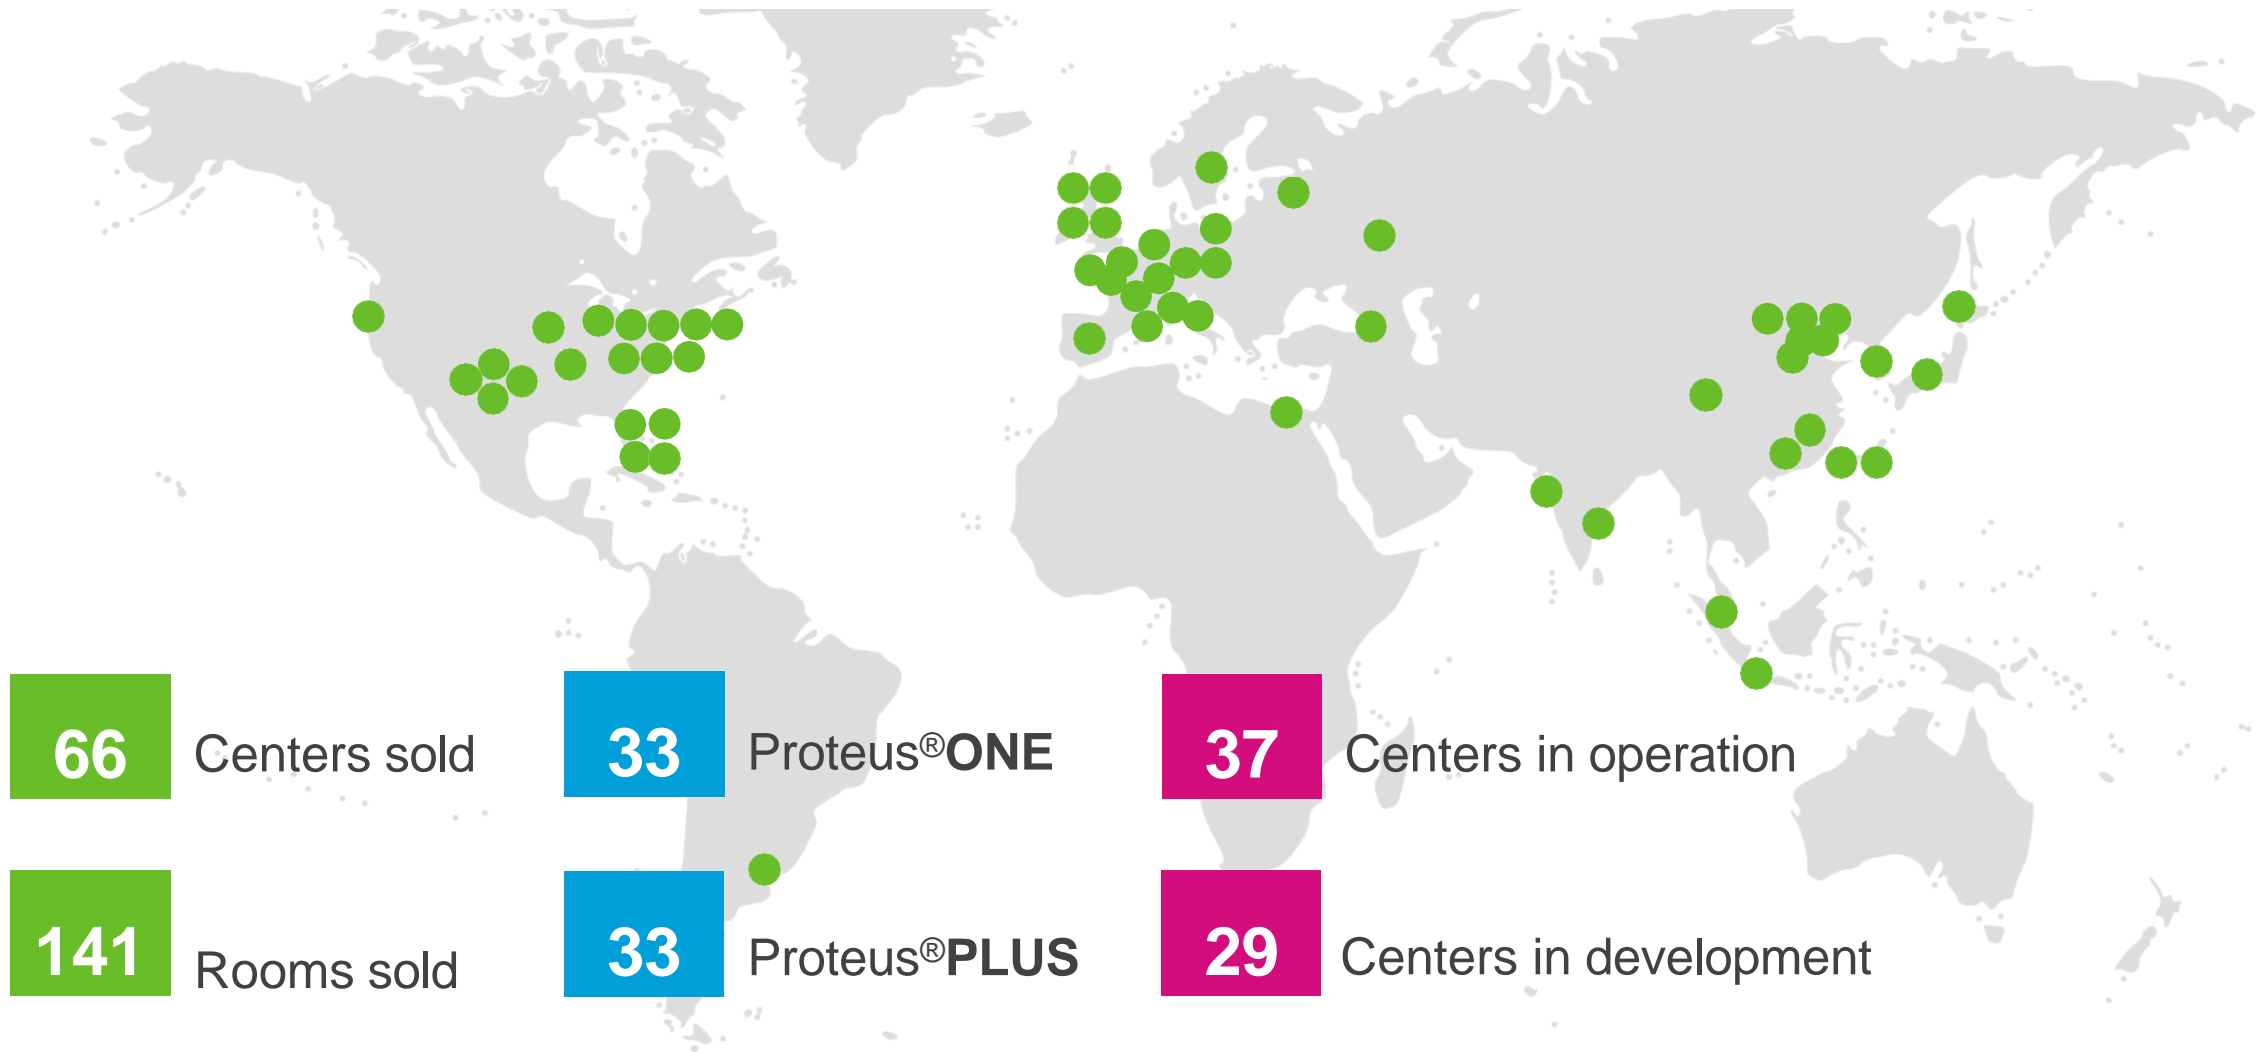 66 Centers sold
33 Proteus®ONE
37 Centers in operation
141 Rooms sold
33 Proteus®PLUS
29 Centers in development